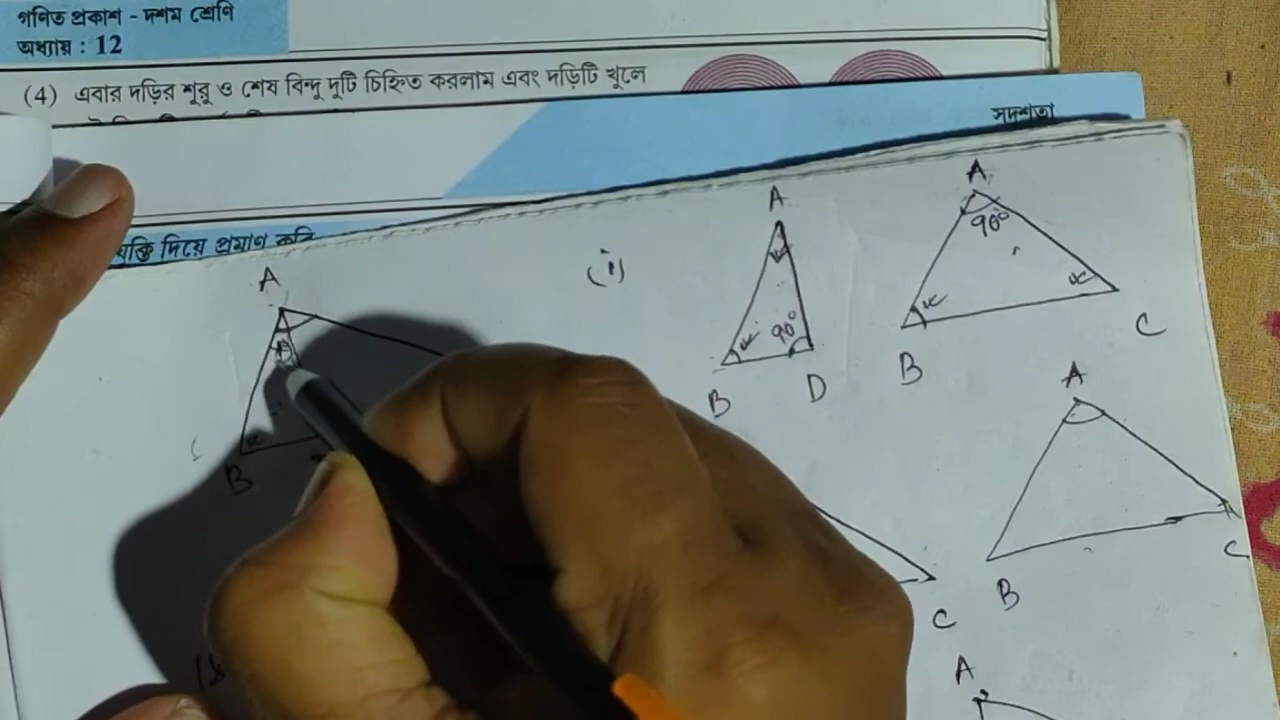 গণিত প্রকাশ - দশম শ্রেণি
অধ্যায় : 12
(4) এবার দড়ির শুরু ও শেষ বিন্দু দুটি চিহ্নিত করলাম এবং দড়িটি খুলে
সদৃশতা
দিয়ে প্রমাণ করি
(i)
A
90°
B
C
A
90°
B
D
A
B
A
B
C
C
A